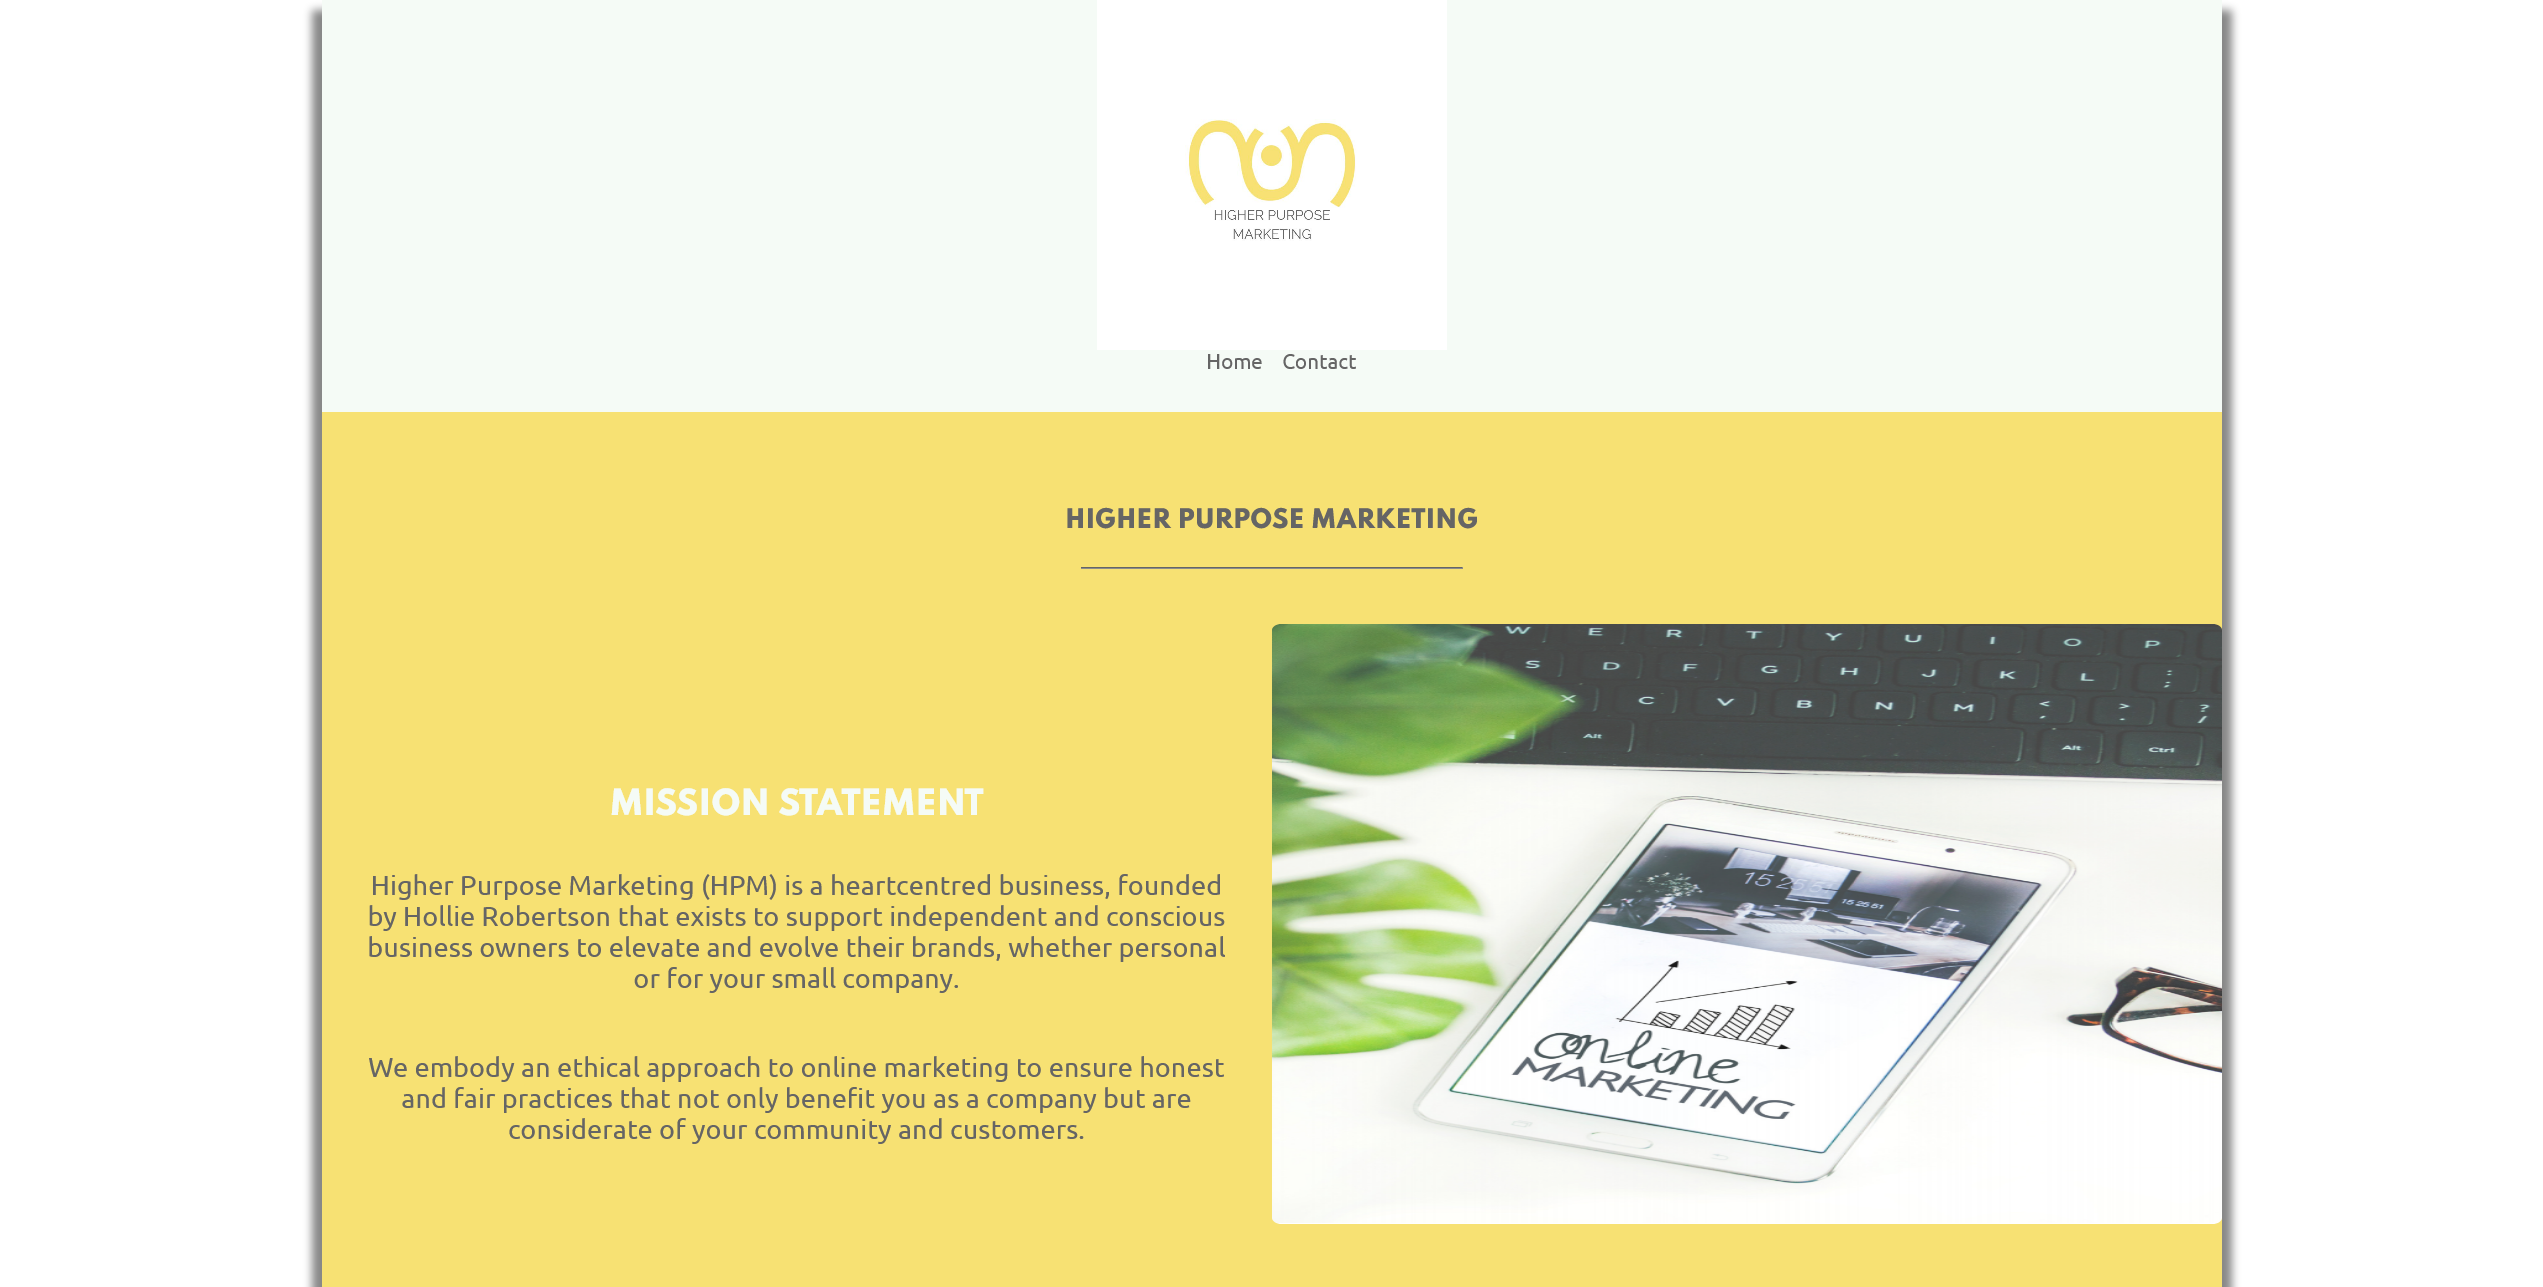 HIGHER PURPOSE
MARKETING
Home Contact
HIGHER PURPOSE MARKETING
MISSION STATEMENT
Higher Purpose Marketing (HPM) is a heartcentred business, founded
by Hollie Robertson that exists to support independent and conscious
business owners to elevate and evolve their brands, whether personal
or for your small company.
We embody an ethical approach to online marketing to ensure honest
and fair practices that not only benefit you as a company but are
considerate of your community and customers.
W E R T Y U I O P
S D F G H J K L ; :
X C V B N M < , > . ? /
Alt Alt Ctrl
15 25 51
online
MARKETING